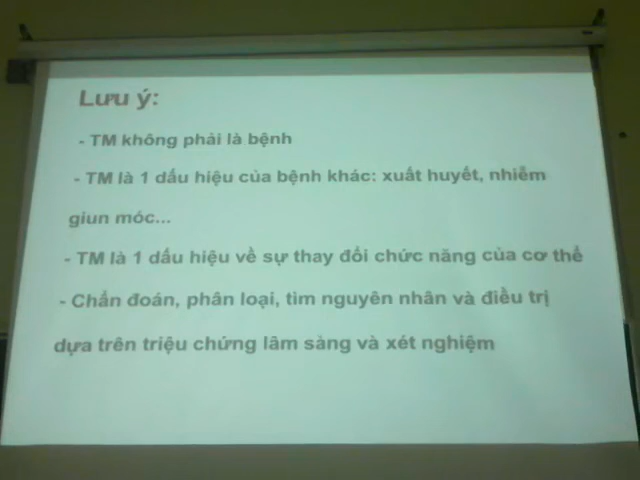 Lưu ý:
- TM không phải là bệnh
- TM là 1 dấu hiệu của bệnh khác: xuất huyết, nhiễm
giun móc...
- TM là 1 dấu hiệu về sự thay đổi chức năng của cơ thể
- Chẩn đoán, phân loại, tìm nguyên nhân và điều trị
dựa trên triệu chứng lâm sàng và xét nghiệm